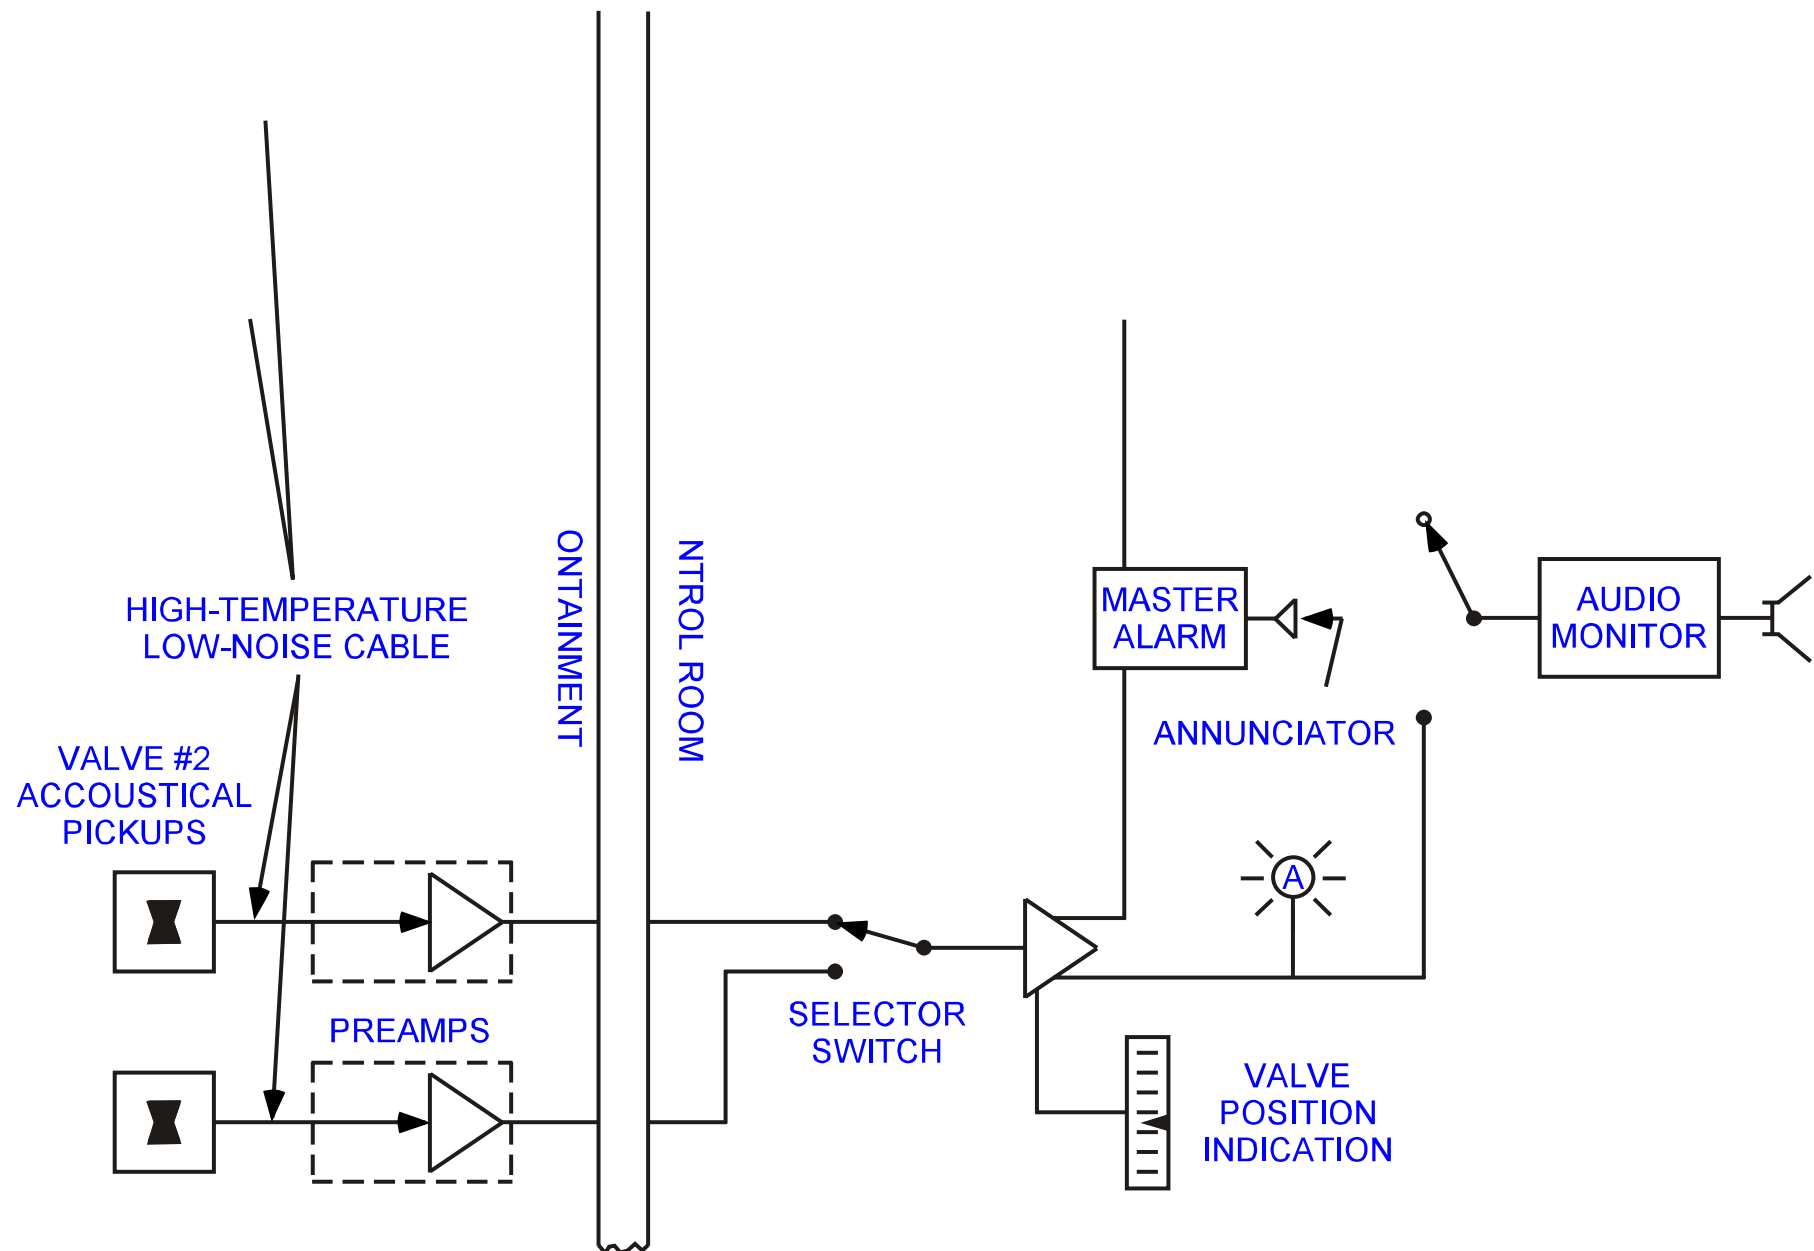 HIGH-TEMPERATURE
LOW-NOISE CABLE
VALVE #2
ACCOUSTICAL
PICKUPS
PREAMPS
ONTAINMENT
NTROL ROOM
SELECTOR
SWITCH
MASTER
ALARM
ANNUNCIATOR
AUDIO
MONITOR
A
VALVE
POSITION
INDICATION